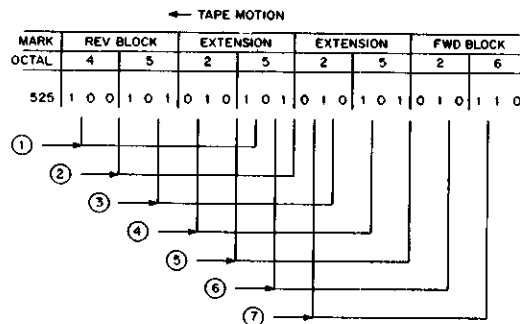 ← TAPE MOTION
MARK REV BLOCK EXTENSION EXTENSION FWD BLOCK
OCTAL 4 5 2 5 2 5 2 6
525 1 0 0 1 0 1 0 1 0 1 0 1 0 1 0 1 0 1 0 1 0 1 1 0
1
2
3
4
5
6
7